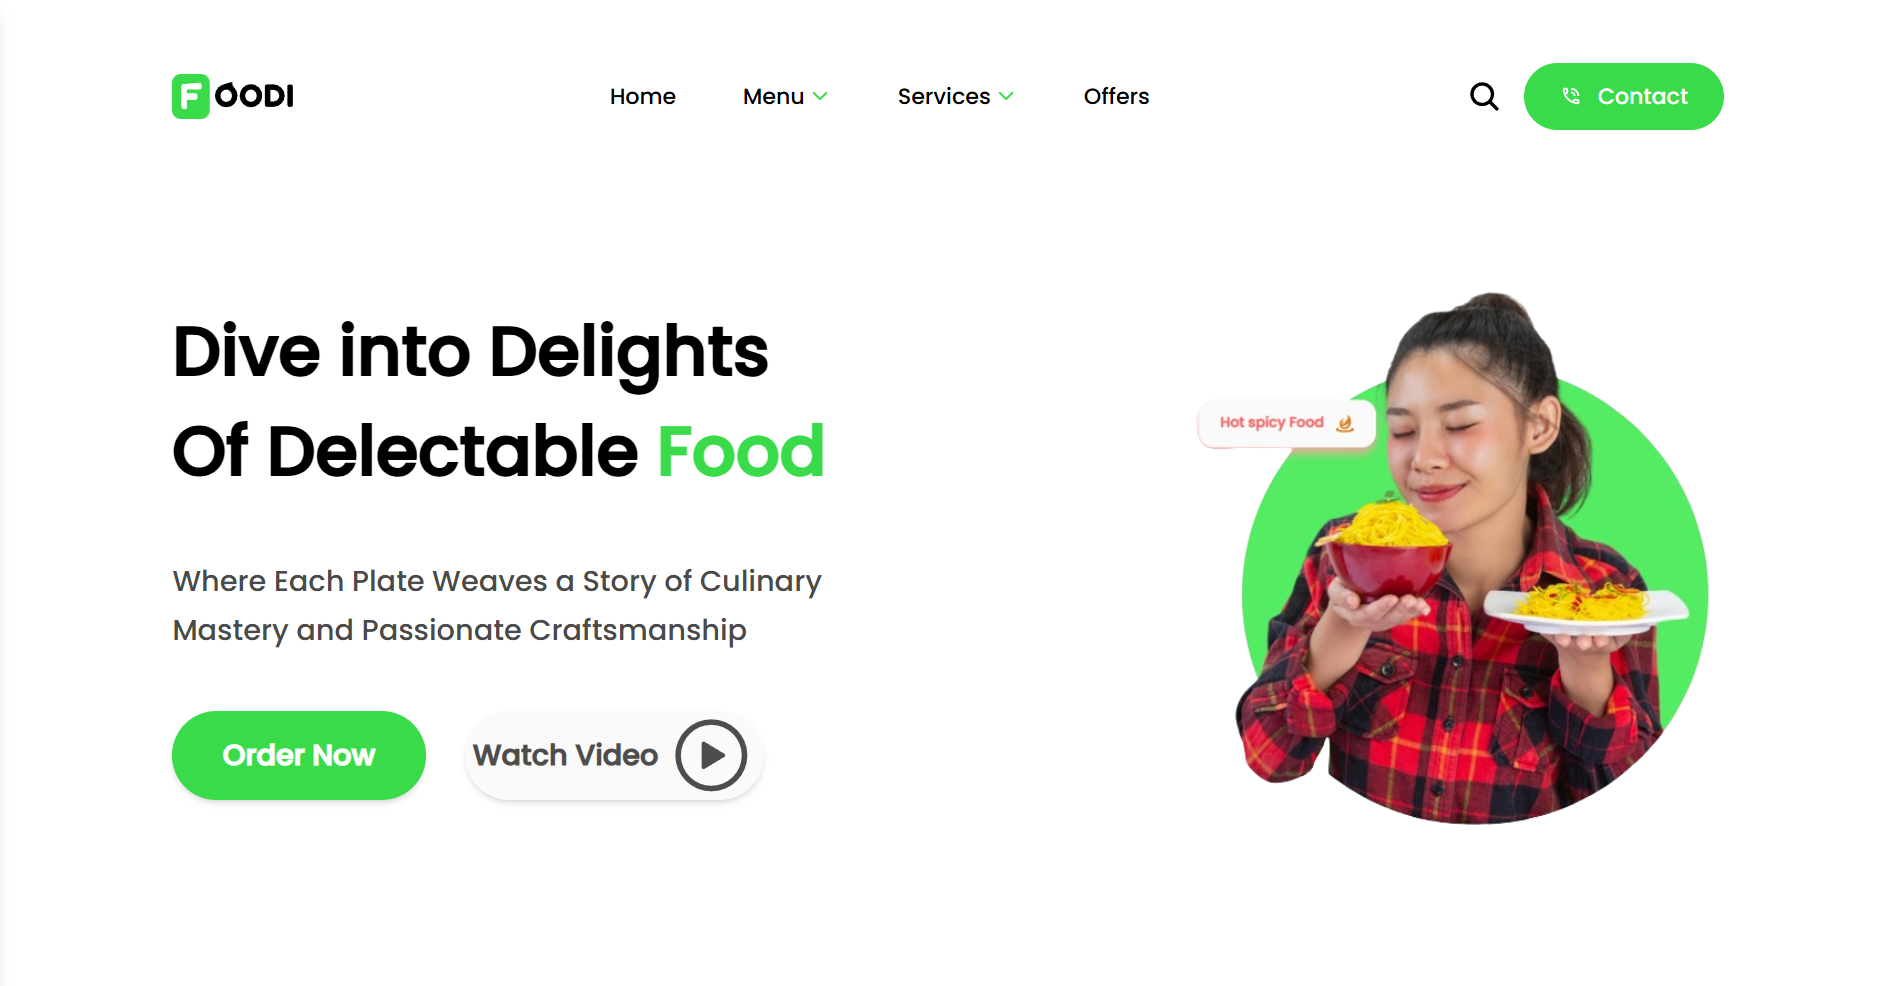 FOODI
Home
Menu
Services
Offers
Contact
Dive into Delights
Of Delectable Food
Hot spicy Food
Where Each Plate Weaves a Story of Culinary
Mastery and Passionate Craftsmanship
Order Now
Watch Video